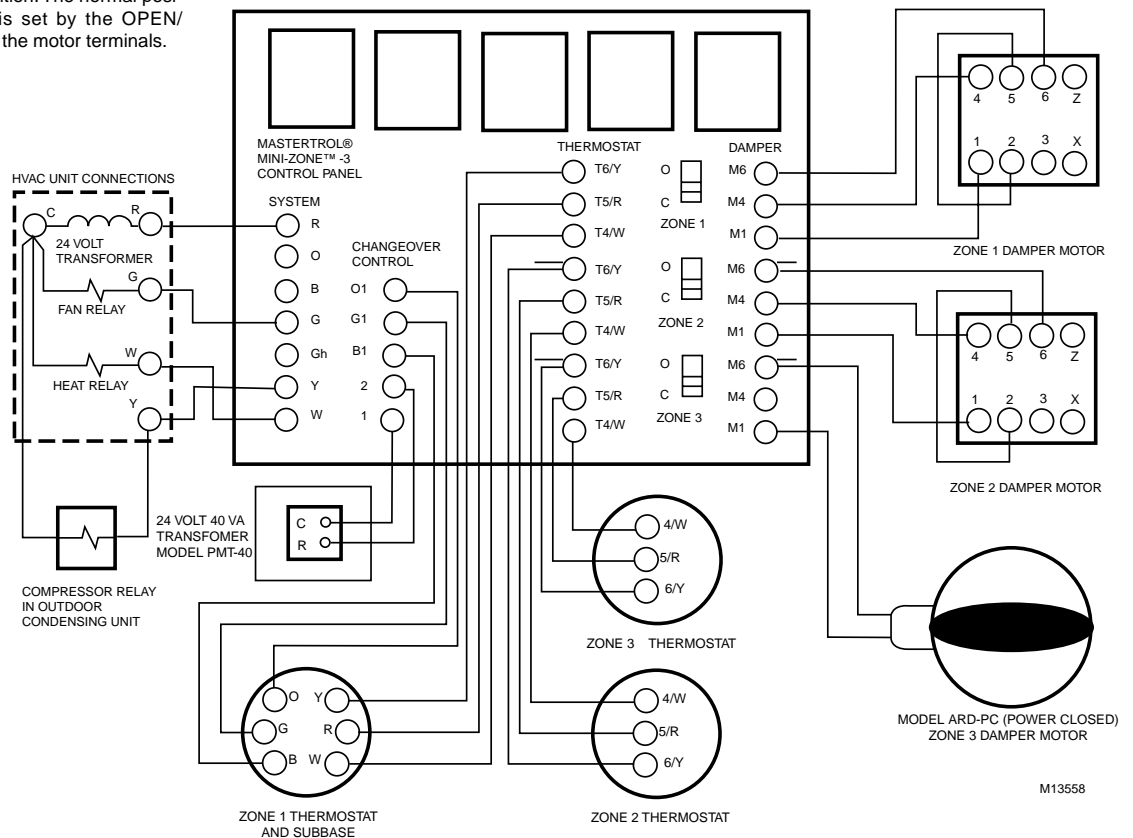 ition. The normal posi-
is set by the OPEN/
the motor terminals.
MASTERTROL®
MINI-ZONE™ -3
CONTROL PANEL
THERMOSTAT
DAMPER
SYSTEM
R
O
B
G
Gh
Y
W
CHANGEOVER
CONTROL
O1
G1
B1
2
1
T6/Y
T5/R
T4/W
T6/Y
T5/R
T4/W
T6/Y
T5/R
T4/W
O
C
ZONE 1
O
C
ZONE 2
O
C
ZONE 3
M6
M4
M1
M6
M4
M1
M6
M4
M1
HVAC UNIT CONNECTIONS
C
R
24 VOLT
TRANSFORMER
G
FAN RELAY
W
HEAT RELAY
Y
COMPRESSOR RELAY
IN OUTDOOR
CONDENSING UNIT
24 VOLT 40 VA
TRANSFOMER
MODEL PMT-40
C
R
O Y
G R
B W
ZONE 1 THERMOSTAT
AND SUBBASE
4/W
5/R
6/Y
ZONE 3 THERMOSTAT
4/W
5/R
6/Y
ZONE 2 THERMOSTAT
4 5 6 Z
1 2 3 X
ZONE 1 DAMPER MOTOR
4 5 6 Z
1 2 3 X
ZONE 2 DAMPER MOTOR
MODEL ARD-PC (POWER CLOSED)
ZONE 3 DAMPER MOTOR
M13558